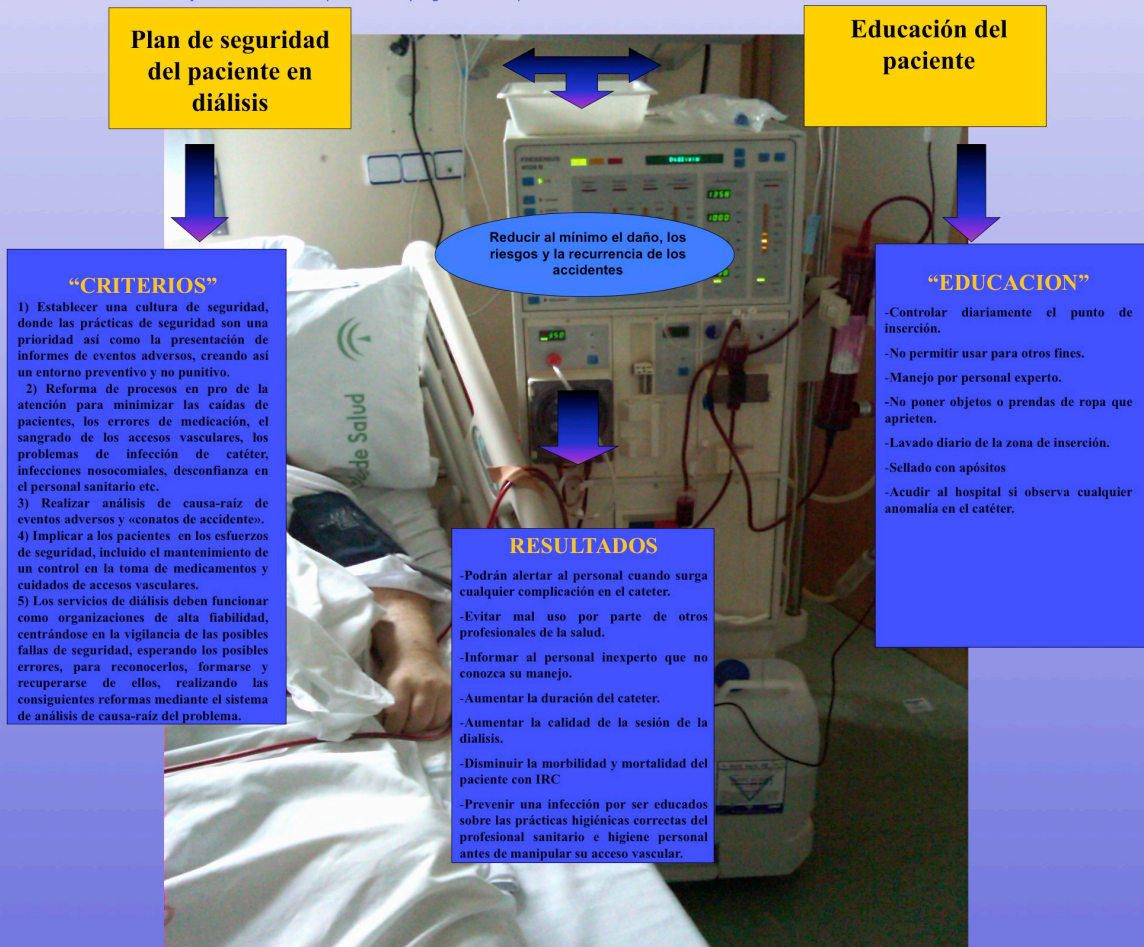 Plan de seguridad
del paciente en
diálisis
Educación del
paciente
Reducir al mínimo el daño, los
riesgos y la recurrencia de los
accidentes
“CRITERIOS”
1) Establecer una cultura de seguridad,
donde las prácticas de seguridad son una
prioridad así como la presentación de
informes de eventos adversos, creando así
un entorno preventivo y no punitivo.
2) Reforma de procesos en pro de la
atención para minimizar las caídas de
pacientes, los errores de medicación, el
sangrado de los accesos vasculares, los
problemas de infección de catéter,
infecciones nosocomiales, desconfianza en
el personal sanitario etc.
3) Realizar análisis de causa-raíz de
eventos adversos y «conatos de accidente».
4) Implicar a los pacientes en los esfuerzos
de seguridad, incluido el mantenimiento de
un control en la toma de medicamentos y
cuidados de accesos vasculares.
5) Los servicios de diálisis deben funcionar
como organizaciones de alta fiabilidad,
centrándose en la vigilancia de las posibles
fallas de seguridad, esperando los posibles
errores, para reconocerlos, formarse y
recuperarse de ellos, realizando las
consiguientes reformas mediante el sistema
de análisis de causa-raíz del problema.
“EDUCACION”
-Controlar diariamente el punto de
inserción.
-No permitir usar para otros fines.
-Manejo por personal experto.
-No poner objetos o prendas de ropa que
aprieten.
-Lavado diario de la zona de inserción.
-Sellado con apósitos
-Acudir al hospital si observa cualquier
anomalía en el catéter.
RESULTADOS
-Podrán alertar al personal cuando surga
cualquier complicación en el cateter.
-Evitar mal uso por parte de otros
profesionales de la salud.
-Informar al personal inexperto que no
conozca su manejo.
-Aumentar la duración del cateter.
-Aumentar la calidad de la sesión de la
dialisis.
-Disminuir la morbilidad y mortalidad del
paciente con IRC
-Prevenir una infección por ser educados
sobre las prácticas higiénicas correctas del
profesional sanitario e higiene personal
antes de manipular su acceso vascular.
de Salud
FRESENIUS
1350
1000
350